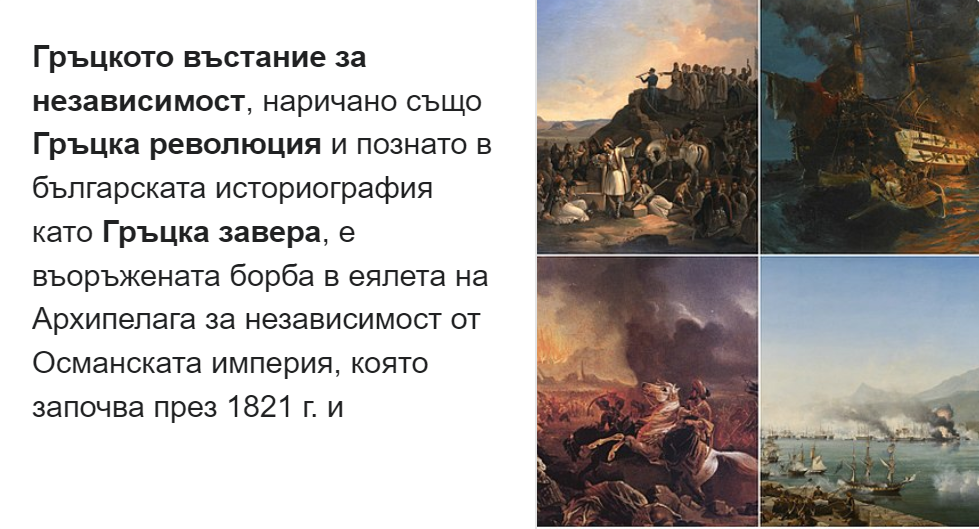 Гръцкото въстание за
независимост, наричано също
Гръцка революция и познато в
българската историография
като Гръцка завера, е
въоръжената борба в еялета на
Архипелага за независимост от
Османската империя, която
започва през 1821 г. и